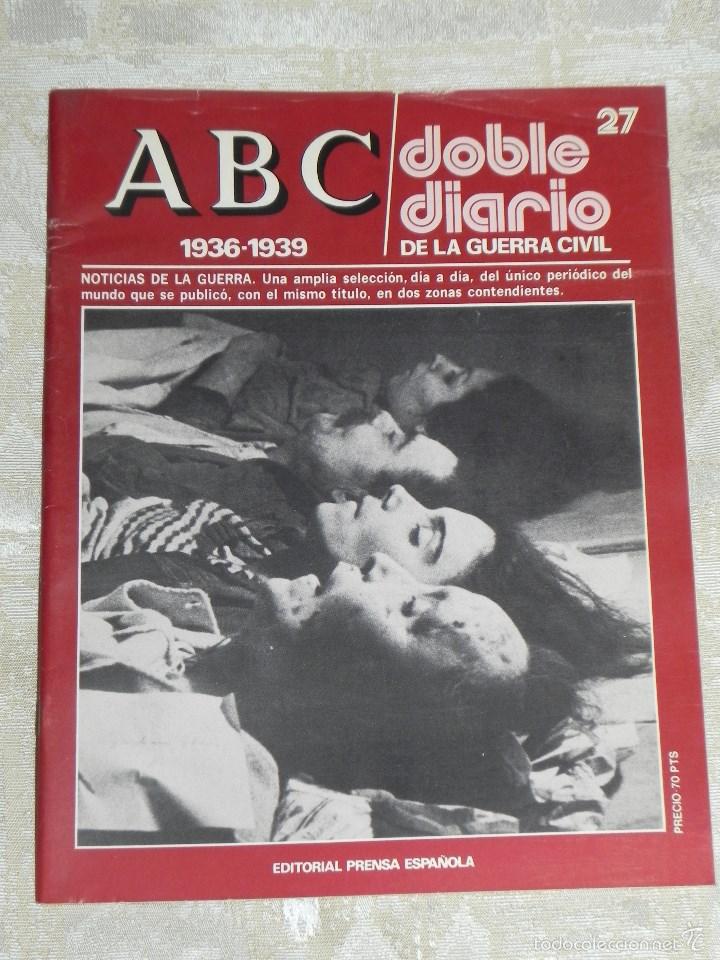 ABC
doble
diario
27
1936-1939
DE LA GUERRA CIVIL
NOTICIAS DE LA GUERRA. Una amplia selección, día a día, del único periódico del
mundo que se publicó, con el mismo título, en dos zonas contendientes.
PRECIO-70 PTS
EDITORIAL PRENSA ESPAÑOLA
todocoleccion.net